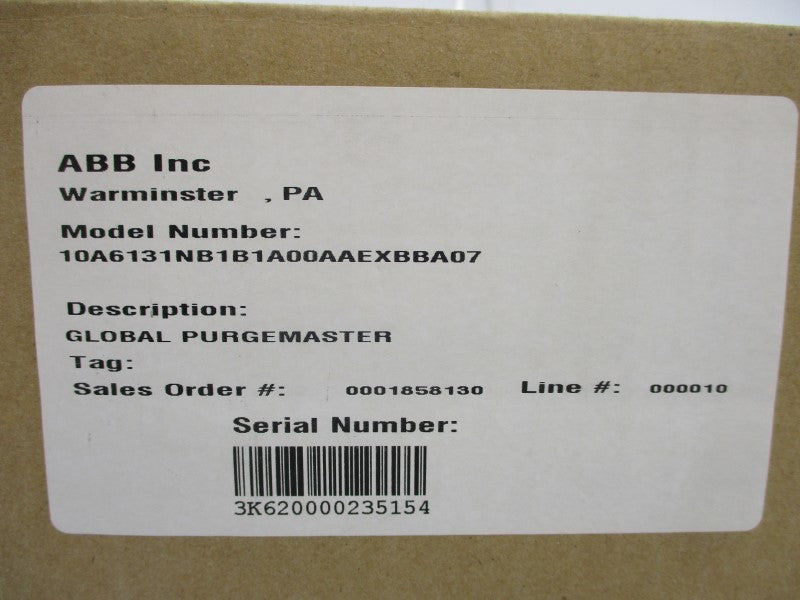 ABB Inc
Warminster , PA
Model Number:
10A6131NB1B1A00AAEXBBA07
Description:
GLOBAL PURGEMASTER
Tag:
Sales Order #: 0001858130 Line #: 000010
Serial Number:
3K620000235154